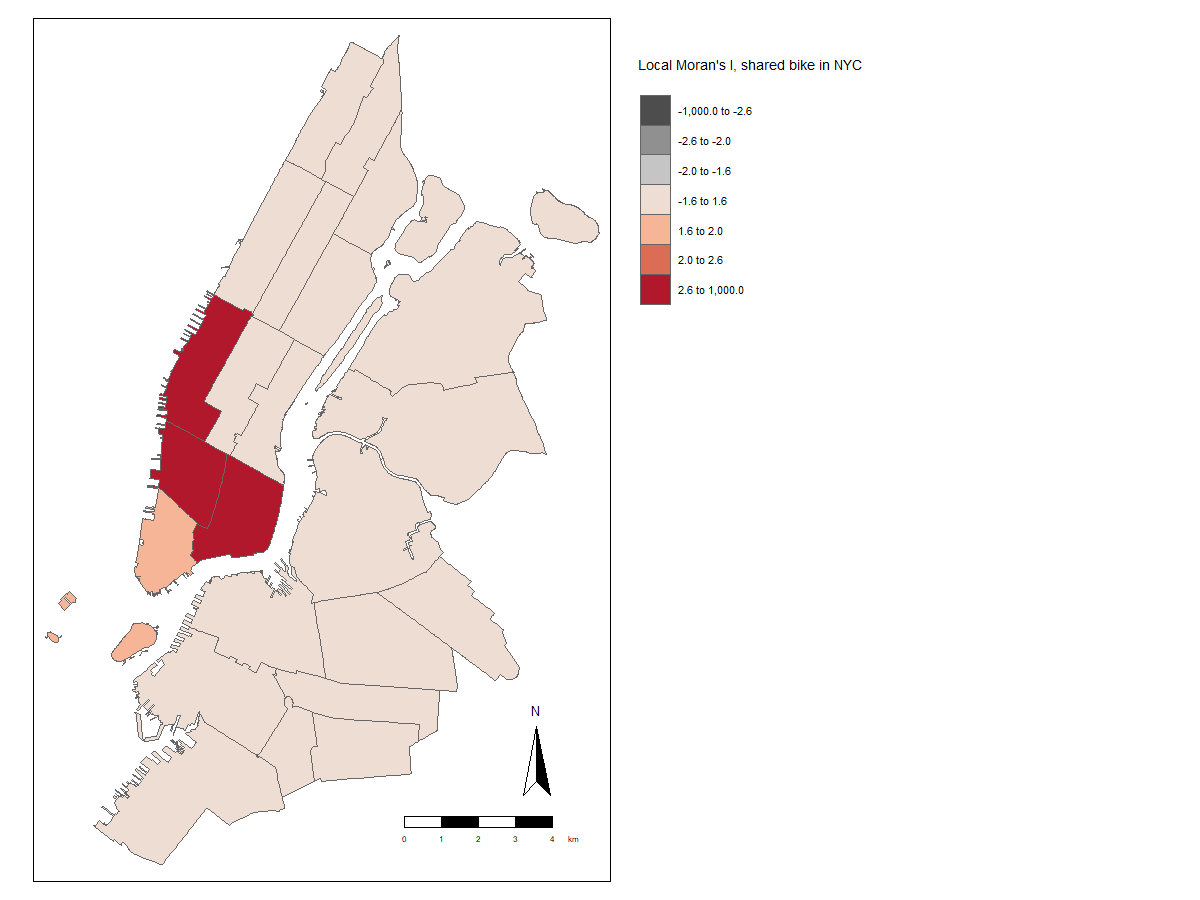 Local Moran's I, shared bike in NYC
-1,000.0 to -2.6
-2.6 to -2.0
-2.0 to -1.6
-1.6 to 1.6
1.6 to 2.0
2.0 to 2.6
2.6 to 1,000.0
N
0 1 2 3 4 km